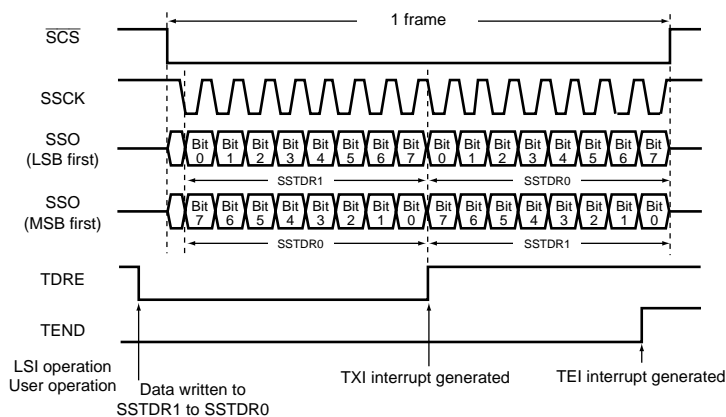 1 frame
SCS
SSCK
SSO
(LSB first)
Bit 0 Bit 1 Bit 2 Bit 3 Bit 4 Bit 5 Bit 6 Bit 7 Bit 0 Bit 1 Bit 2 Bit 3 Bit 4 Bit 5 Bit 6 Bit 7
SSTDR1 SSTDR0
SSO
(MSB first)
Bit 7 Bit 6 Bit 5 Bit 4 Bit 3 Bit 2 Bit 1 Bit 0 Bit 7 Bit 6 Bit 5 Bit 4 Bit 3 Bit 2 Bit 1 Bit 0
SSTDR0 SSTDR1
TDRE
TEND
LSI operation
User operation
Data written to
SSTDR1 to SSTDR0
TXI interrupt generated
TEI interrupt generated